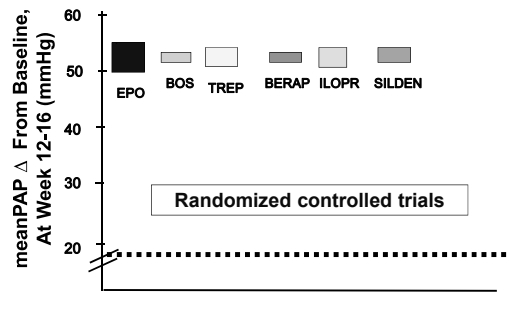 meanPAP Δ From Baseline,
At Week 12-16 (mmHg)
60
50
40
30
20
EPO
BOS
TREP
BERAP
ILOPR
SILDEN
Randomized controlled trials